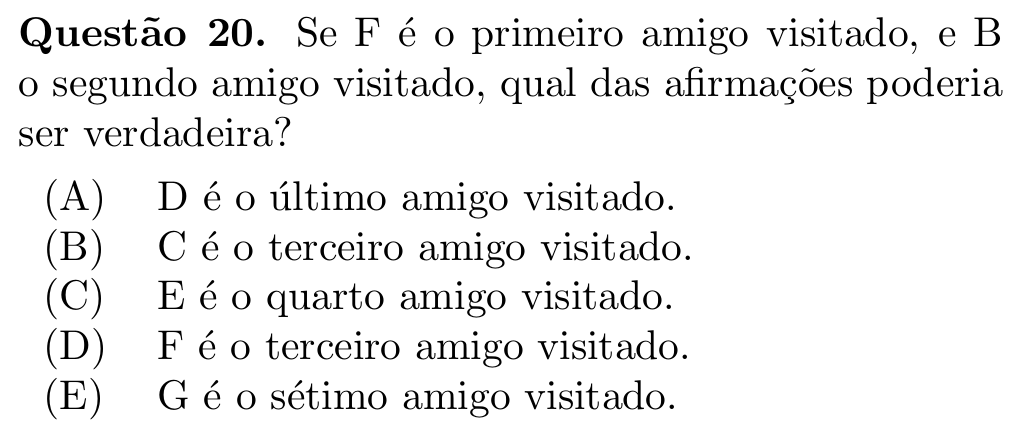 Questão 20. Se F é o primeiro amigo visitado, e B
o segundo amigo visitado, qual das afirmações poderia
ser verdadeira?
(A) D é o último amigo visitado.
(B) C é o terceiro amigo visitado.
(C) E é o quarto amigo visitado.
(D) F é o terceiro amigo visitado.
(E) G é o sétimo amigo visitado.